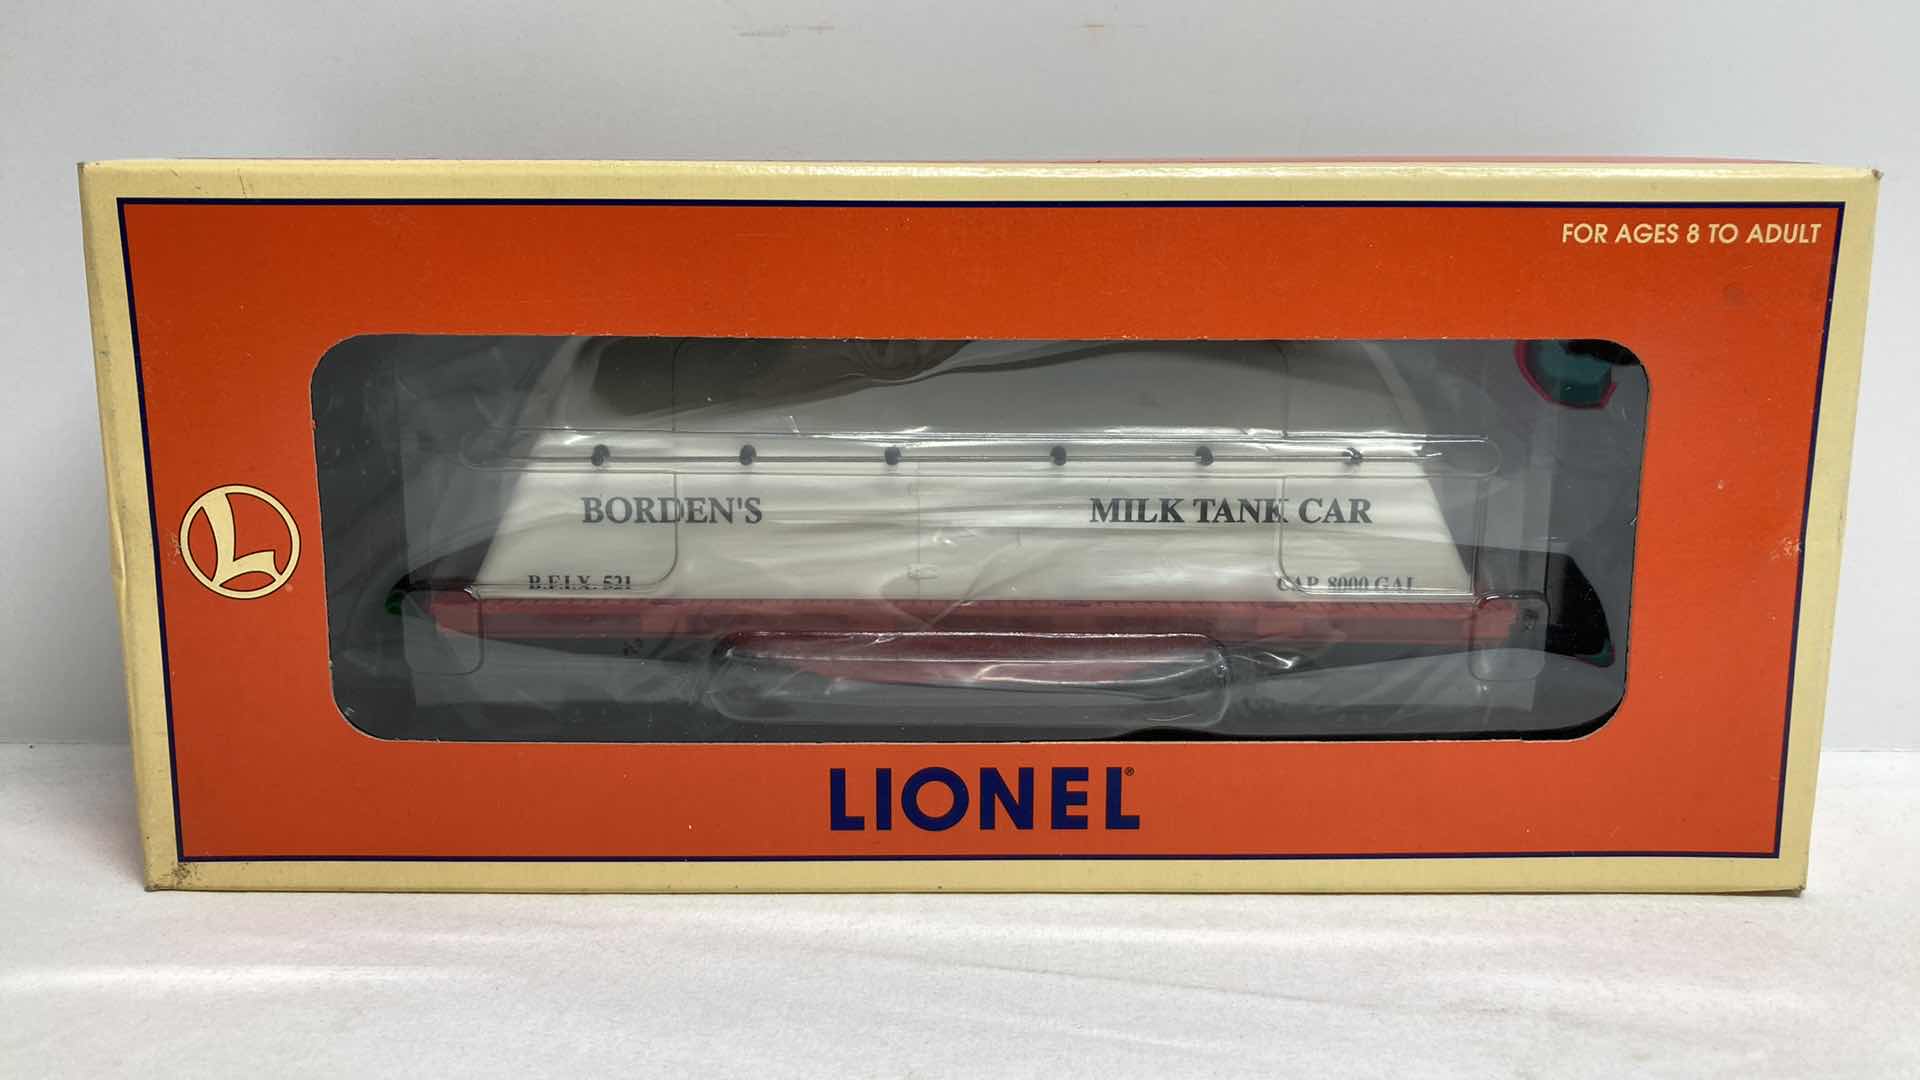 FOR AGES 8 TO ADULT
L
BORDEN'S MILK TANK CAR
B.F.I.X. 521 CAP. 8000 GAL.
LIONEL®